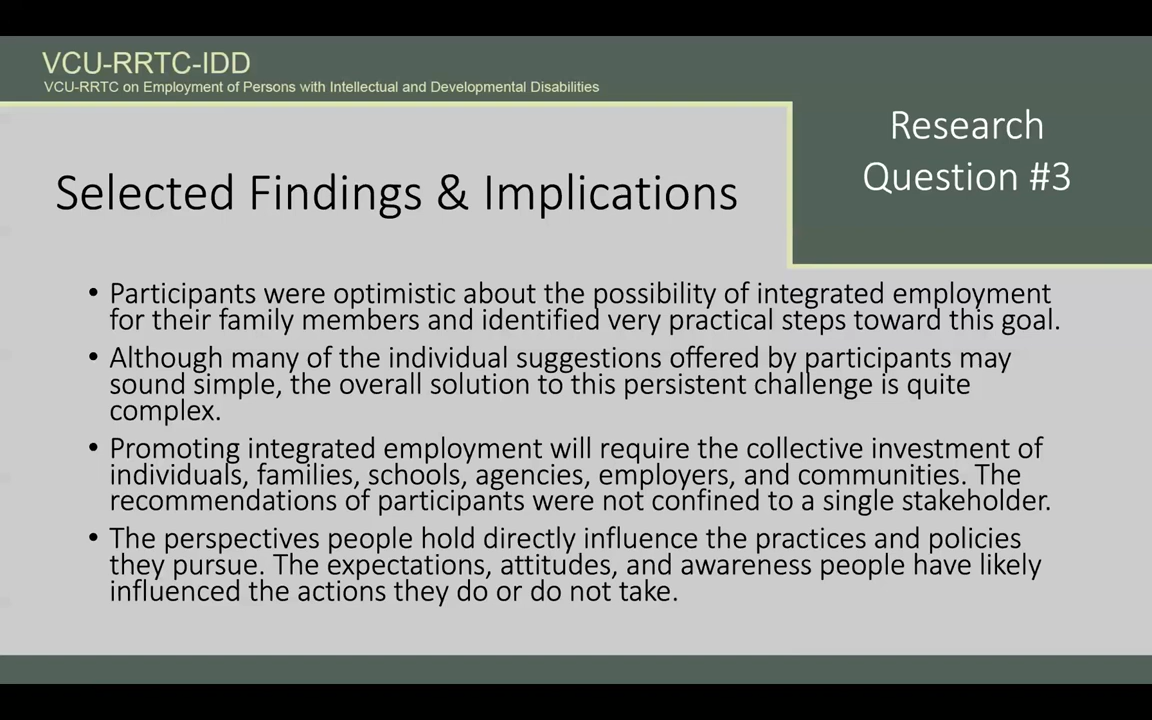 VCU-RRTC-IDD
VCU-RRTC on Employment of Persons with Intellectual and Developmental Disabilities
Research
Question #3
Selected Findings & Implications
• Participants were optimistic about the possibility of integrated employment
for their family members and identified very practical steps toward this goal.
• Although many of the individual suggestions offered by participants may
sound simple, the overall solution to this persistent challenge is quite
complex.
• Promoting integrated employment will require the collective investment of
individuals, families, schools, agencies, employers, and communities. The
recommendations of participants were not confined to a single stakeholder.
• The perspectives people hold directly influence the practices and policies
they pursue. The expectations, attitudes, and awareness people have likely
influenced the actions they do or do not take.